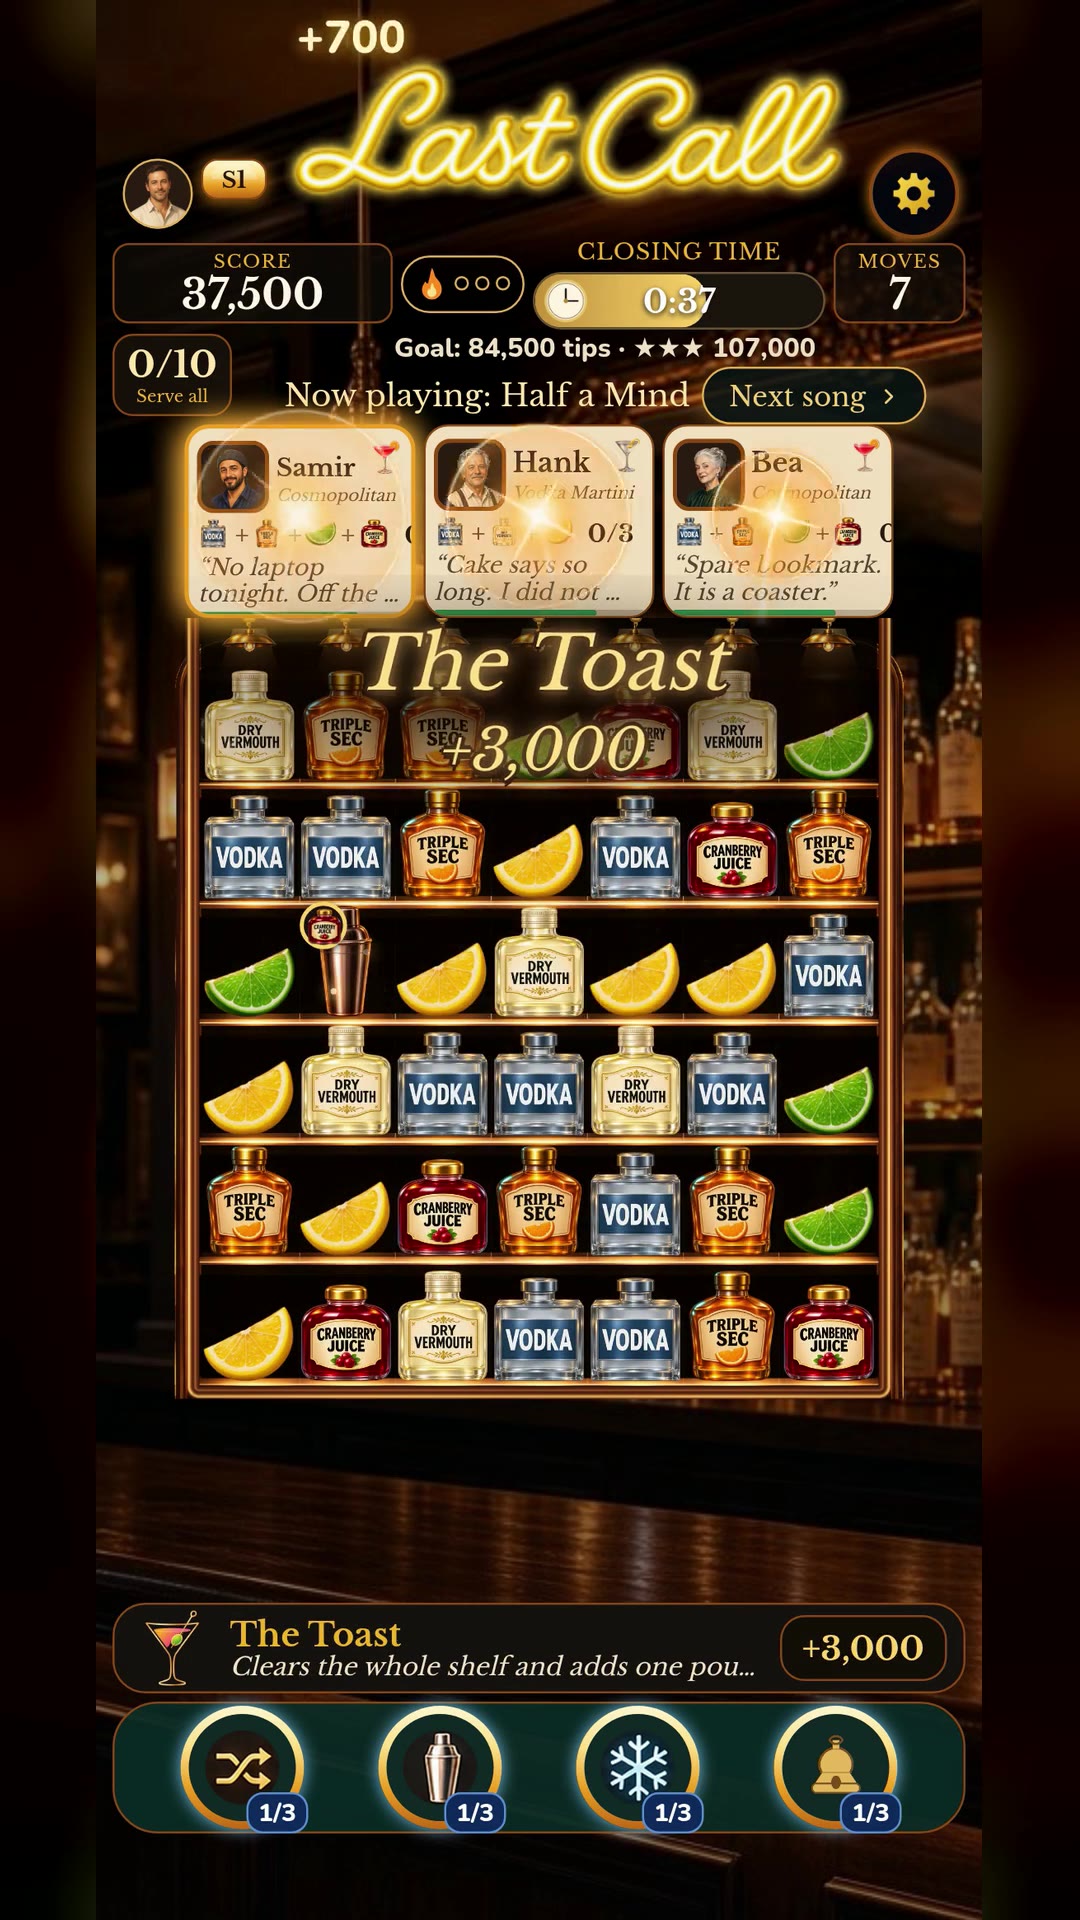 +700
Last Call
S1
SCORE
37,500
CLOSING TIME
0:37
MOVES
7
Goal: 84,500 tips · ★★★ 107,000
0/10
Serve all
Now playing: Half a Mind
Next song
Samir
Cosmopolitan
+ + +
“No laptop
tonight. Off the ...
Hank
Vodka Martini
+ 0/3
“Cake says so
long. I did not ...
Bea
Cosmopolitan
+ +
“Spare bookmark.
It is a coaster.”
The Toast
+3,000
DRY VERMOUTH
TRIPLE SEC
TRIPLE SEC
DRY VERMOUTH
VODKA
VODKA
TRIPLE SEC
VODKA
CRANBERRY JUICE
TRIPLE SEC
CRANBERRY JUICE
DRY VERMOUTH
VODKA
DRY VERMOUTH
VODKA
VODKA
DRY VERMOUTH
VODKA
TRIPLE SEC
CRANBERRY JUICE
TRIPLE SEC
VODKA
TRIPLE SEC
CRANBERRY JUICE
DRY VERMOUTH
VODKA
VODKA
TRIPLE SEC
CRANBERRY JUICE
The Toast
Clears the whole shelf and adds one pou...
+3,000
1/3
1/3
1/3
1/3